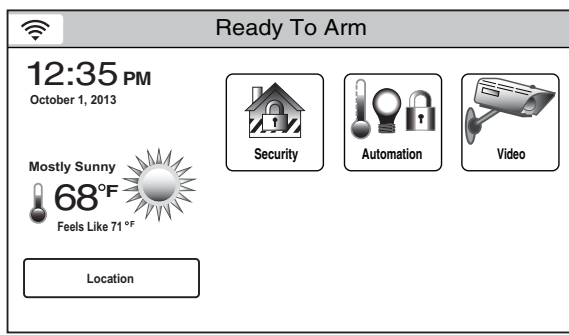 Ready To Arm
12:35 PM
October 1, 2013
Mostly Sunny
68°F
Feels Like 71 °F
Location
Security
Automation
Video